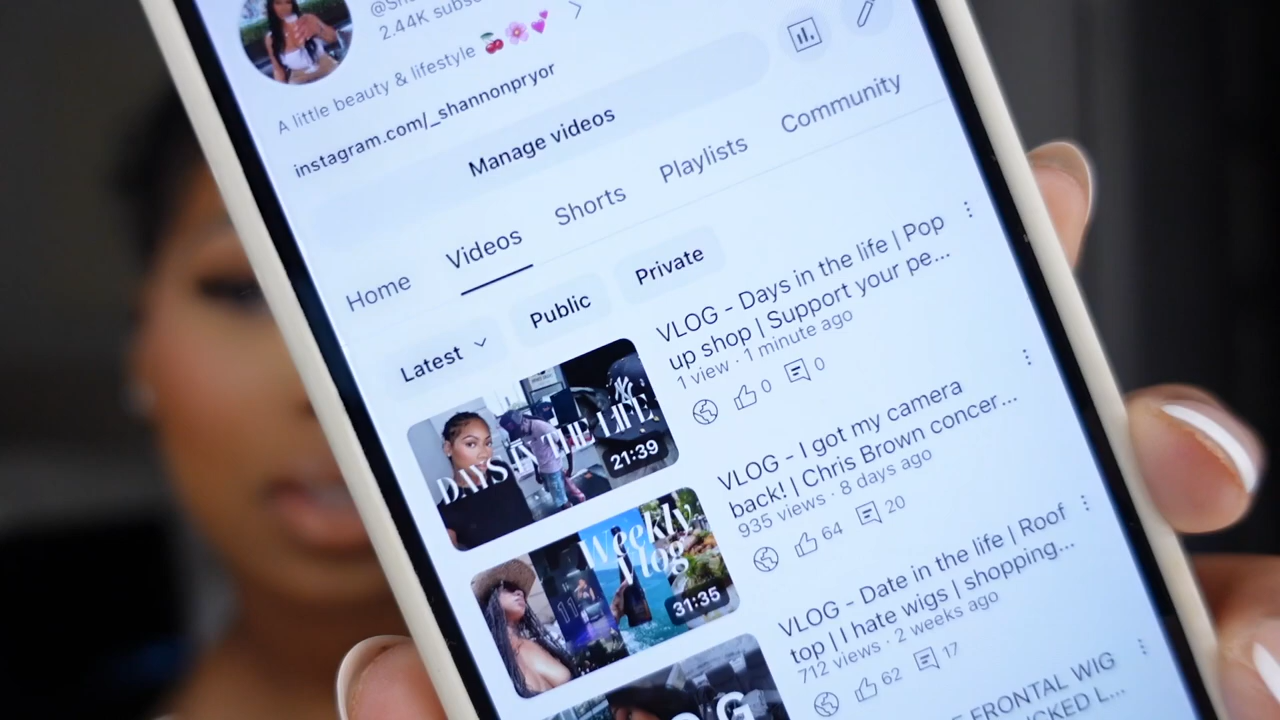 @Sha
2.44K subsc
A little beauty & lifestyle 🍒🌸💕
instagram.com/_shannonpryor
Manage videos
Home Videos Shorts Playlists Community
Latest Public Private
DAYS IN THE LIFE
21:39
VLOG - Days in the life | Pop
up shop | Support your pe...
1 view · 1 minute ago
0 0
Weekly
Vlog
31:35
VLOG - I got my camera
back! | Chris Brown concer...
935 views · 8 days ago
64 20
VLOG - Date in the life | Roof
top | I hate wigs | shopping...
712 views · 2 weeks ago
62 17
FRONTAL WIG